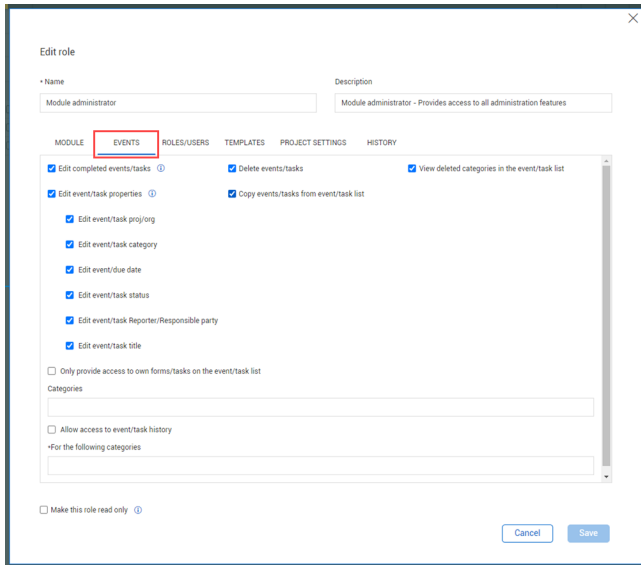 Edit role
* Name
Description
Module administrator
Module administrator - Provides access to all administration features
MODULE EVENTS ROLES/USERS TEMPLATES PROJECT SETTINGS HISTORY
Edit completed events/tasks
Delete events/tasks
View deleted categories in the event/task list
Edit event/task properties
Copy events/tasks from event/task list
Edit event/task proj/org
Edit event/task category
Edit event/due date
Edit event/task status
Edit event/task Reporter/Responsible party
Edit event/task title
Only provide access to own forms/tasks on the event/task list
Categories
Allow access to event/task history
*For the following categories
Make this role read only
Cancel
Save